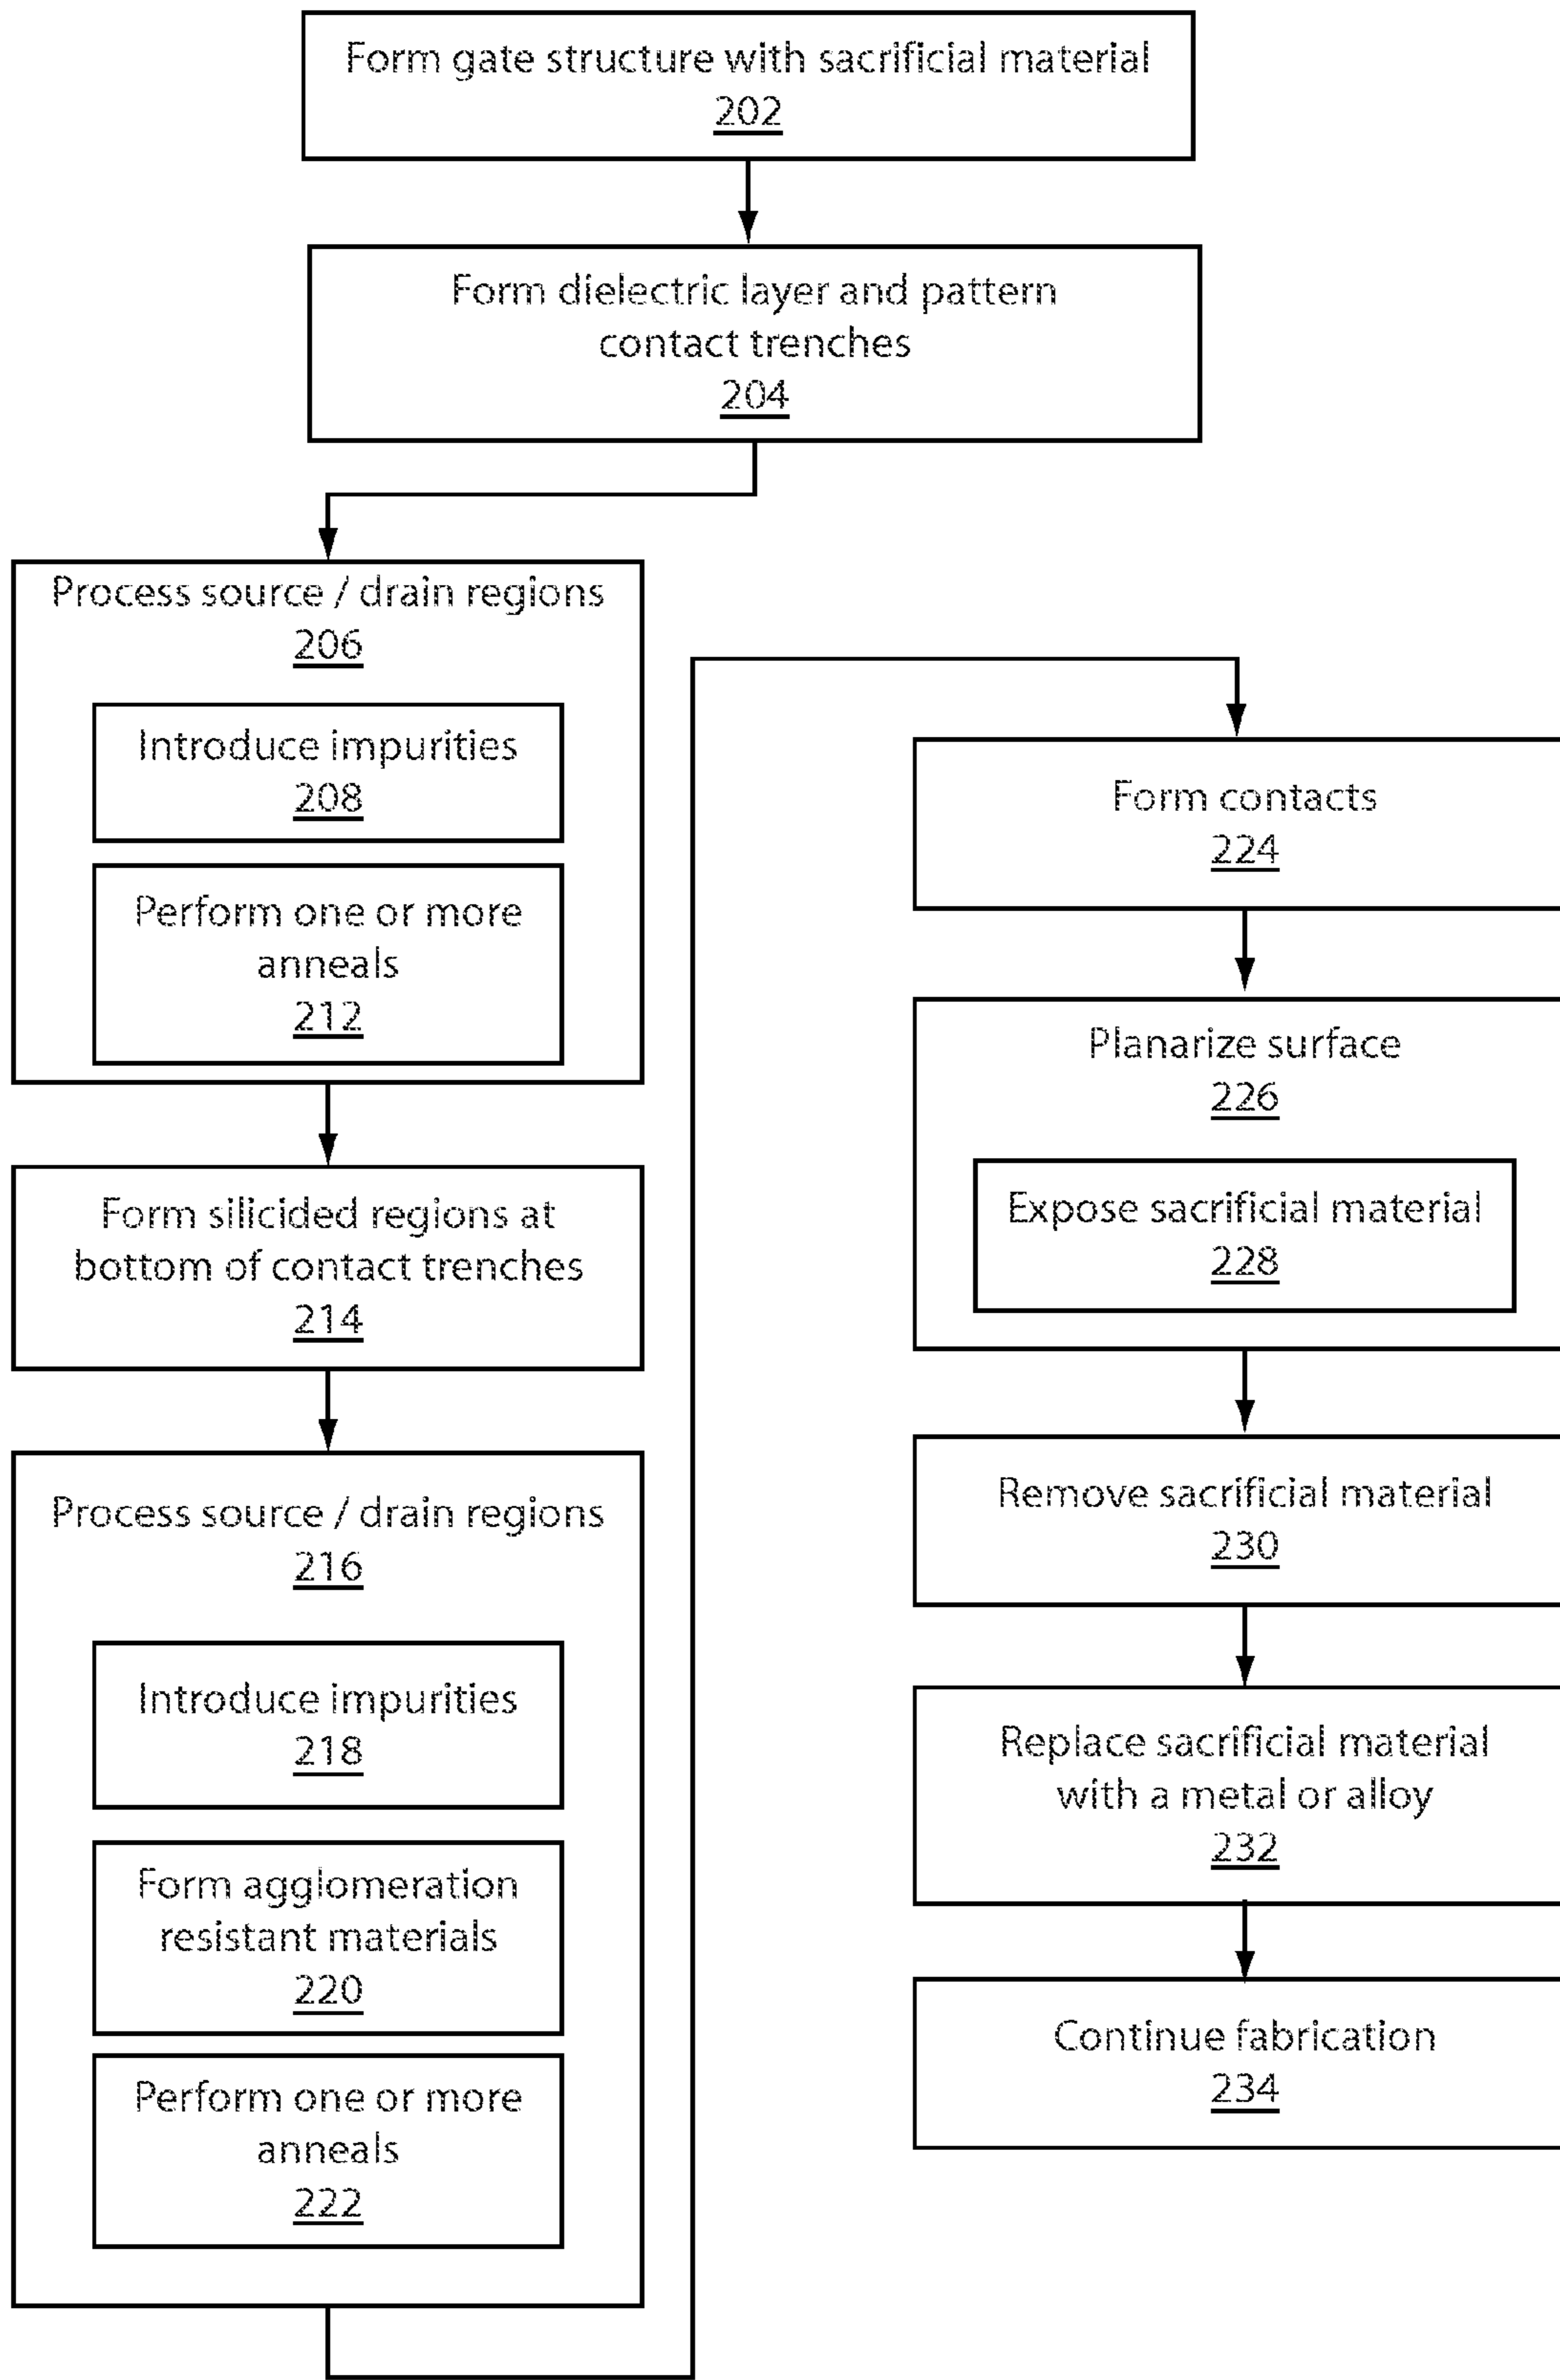 Form gate structure with sacrificial material
202
Form dielectric layer and pattern
contact trenches
204
Process source / drain regions
206
Introduce impurities
208
Perform one or more
anneals
212
Form silicided regions at
bottom of contact trenches
214
Process source / drain regions
216
Introduce impurities
218
Form agglomeration
resistant materials
220
Perform one or more
anneals
222
Form contacts
224
Planarize surface
226
Expose sacrificial material
228
Remove sacrificial material
230
Replace sacrificial material
with a metal or alloy
232
Continue fabrication
234